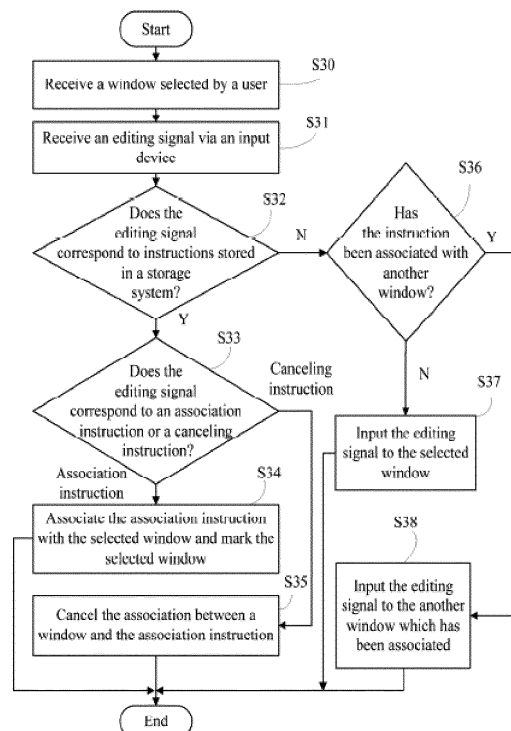 Start
S30
Receive a window selected by a user
S31
Receive an editing signal via an input
device
S32
Does the
editing signal
correspond to instructions stored
in a storage
system?
N
Y
S36
Has
the instruction
been associated with
another
window?
Y
N
S33
Does the
editing signal
correspond to an association
instruction or a canceling
instruction?
Canceling
instruction
Association
instruction
S37
Input the editing
signal to the selected
window
S34
Associate the association instruction
with the selected window and mark the
selected window
S38
Input the editing
signal to the another
window which has
been associated
S35
Cancel the association between a
window and the association instruction
End